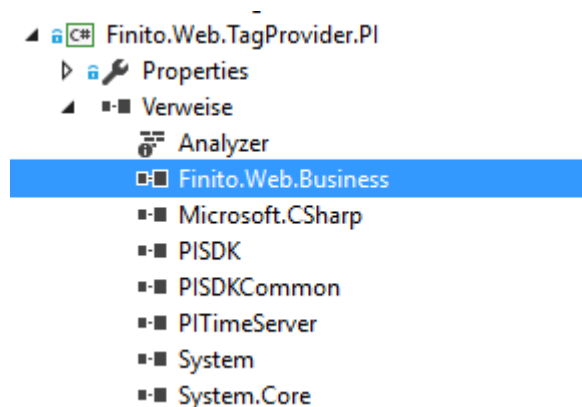 C# Finito.Web.TagProvider.PI
Properties
Verweise
Analyzer
Finito.Web.Business
Microsoft.CSharp
PISDK
PISDKCommon
PITimeServer
System
System.Core